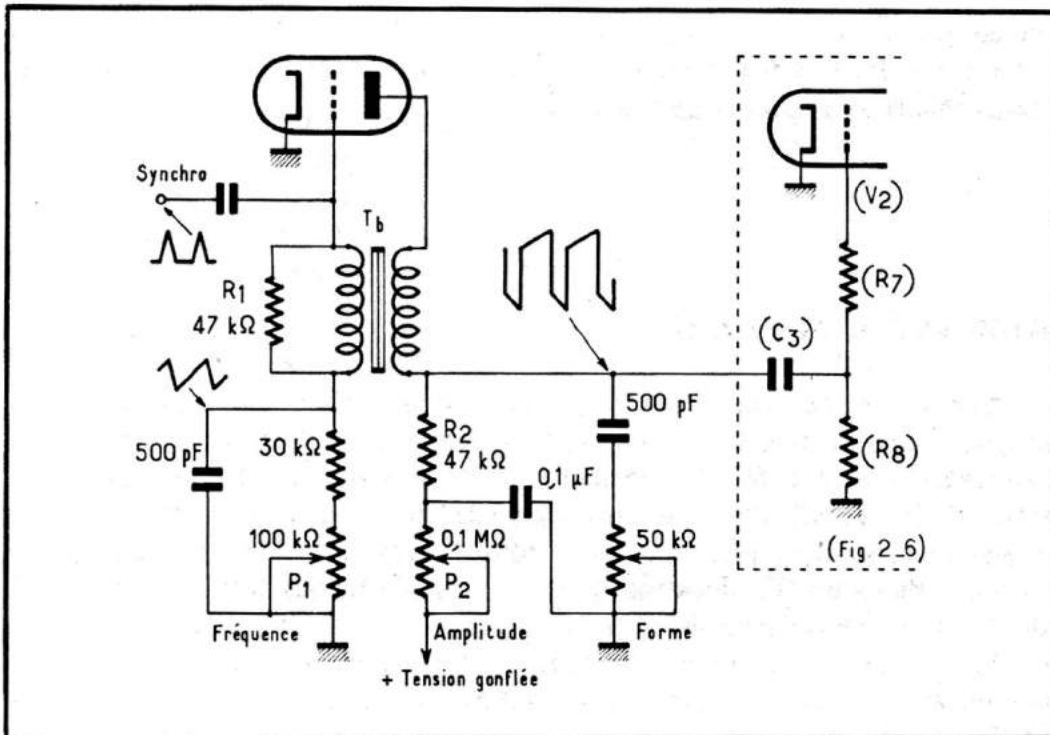 Synchro
T b
(V2)
R1
47 kΩ
(R7)
(C3)
500 pF
R2
47 kΩ
500 pF
30 kΩ
0,1 µF
(R8)
100 kΩ
P1
0,1 MΩ
P2
50 kΩ
(Fig. 2_6)
Fréquence
Amplitude
Forme
+ Tension gonflée